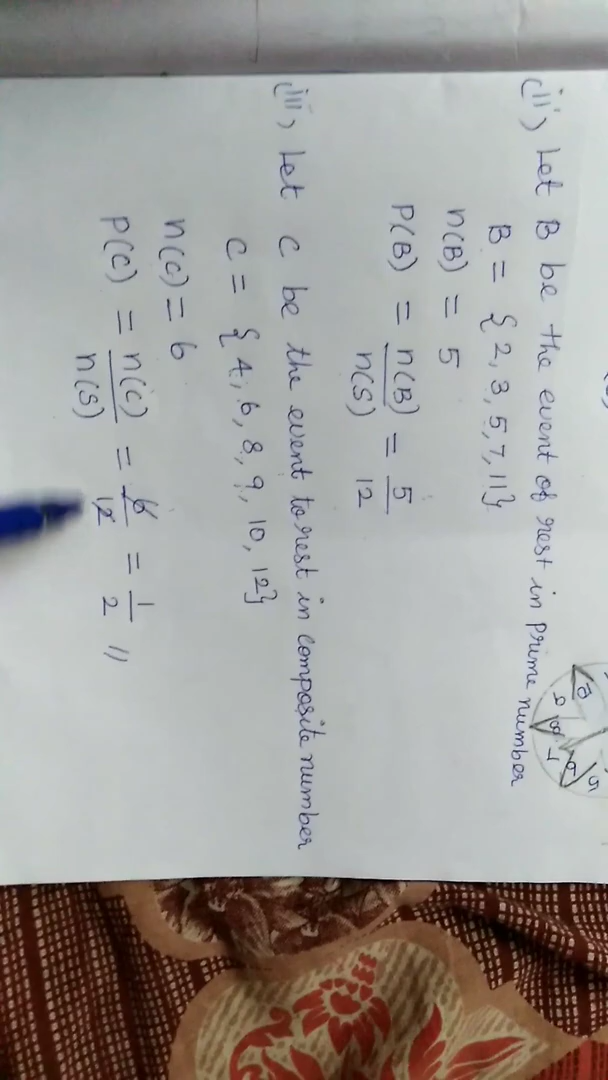 (ii) Let B be the event of rest in prime number
B = {2, 3, 5, 7, 11}
n(B) = 5
P(B) = n(B)/n(S) = 5/12
(iii) Let C be the event to rest in composite number
C = {4, 6, 8, 9, 10, 12}
n(C) = 6
P(C) = n(C)/n(S) = 6/12 = 1/2 //